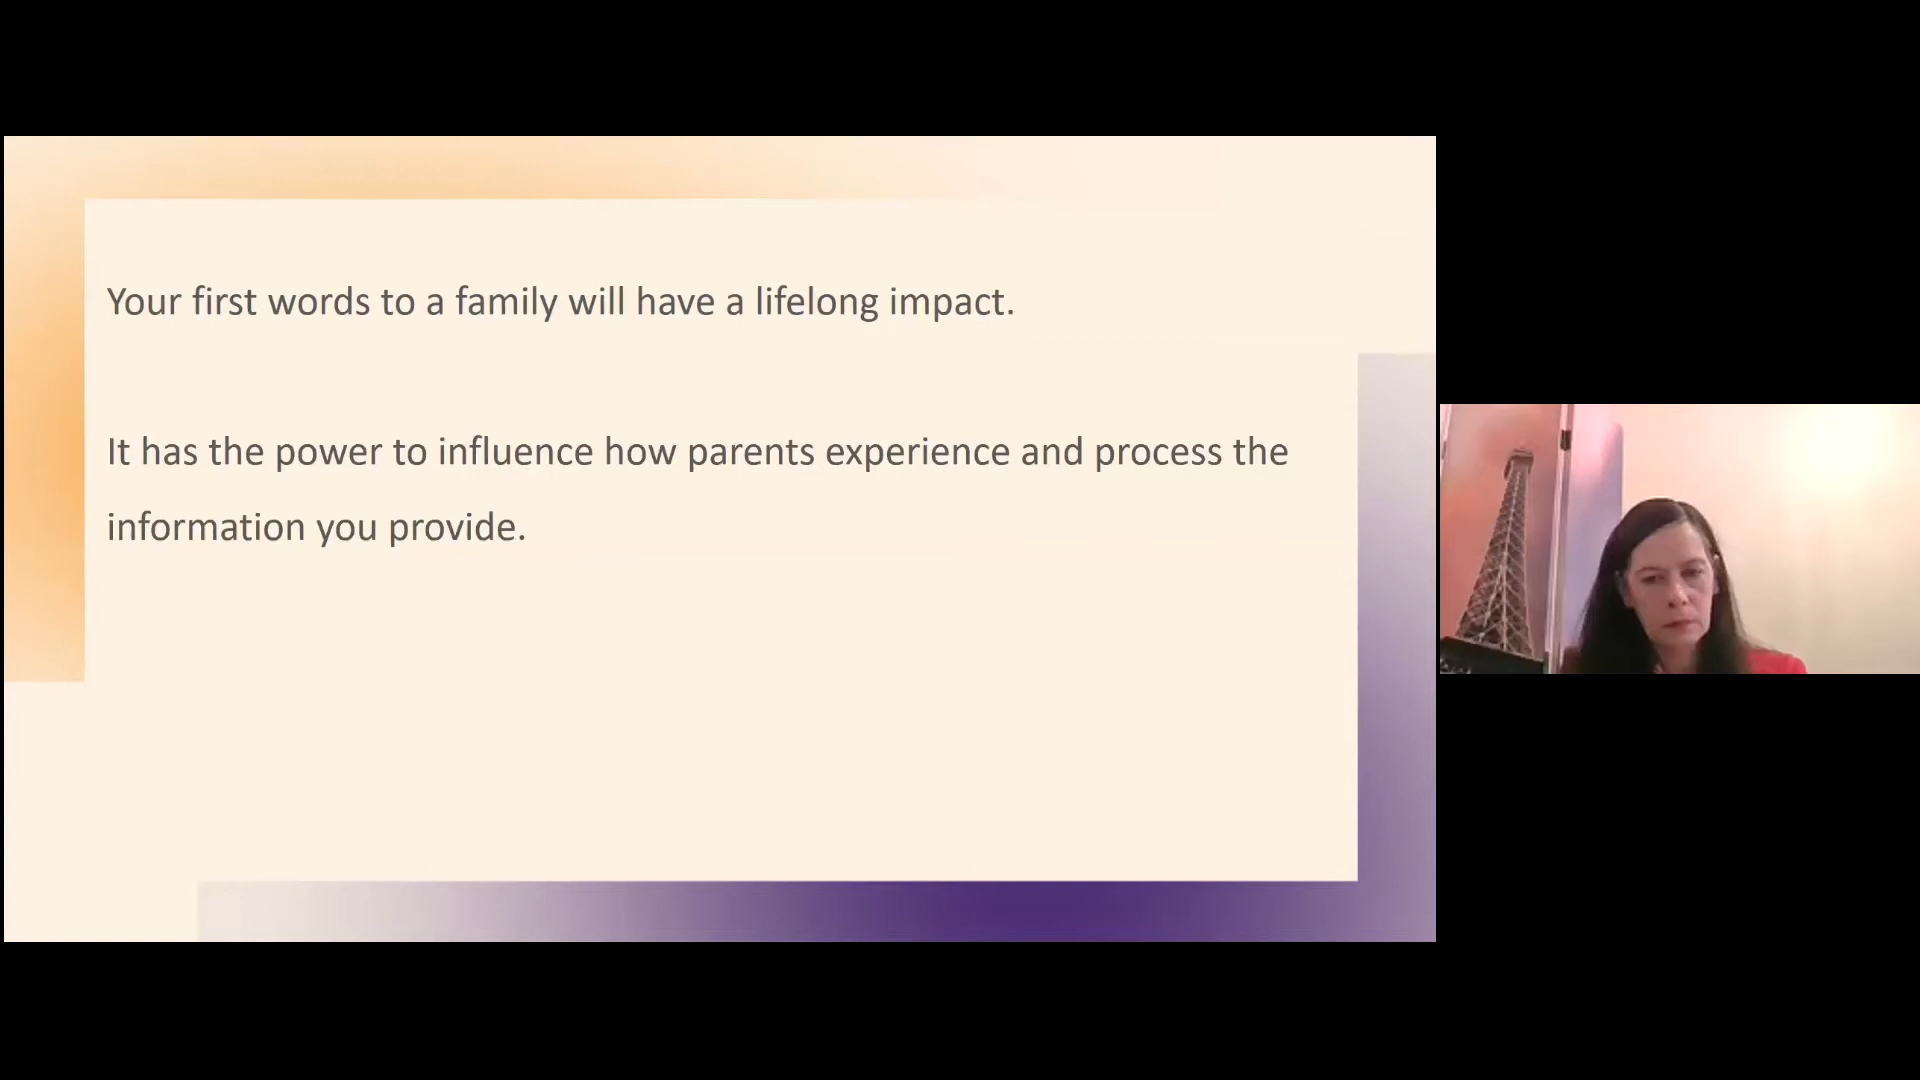 Your first words to a family will have a lifelong impact.
It has the power to influence how parents experience and process the
information you provide.